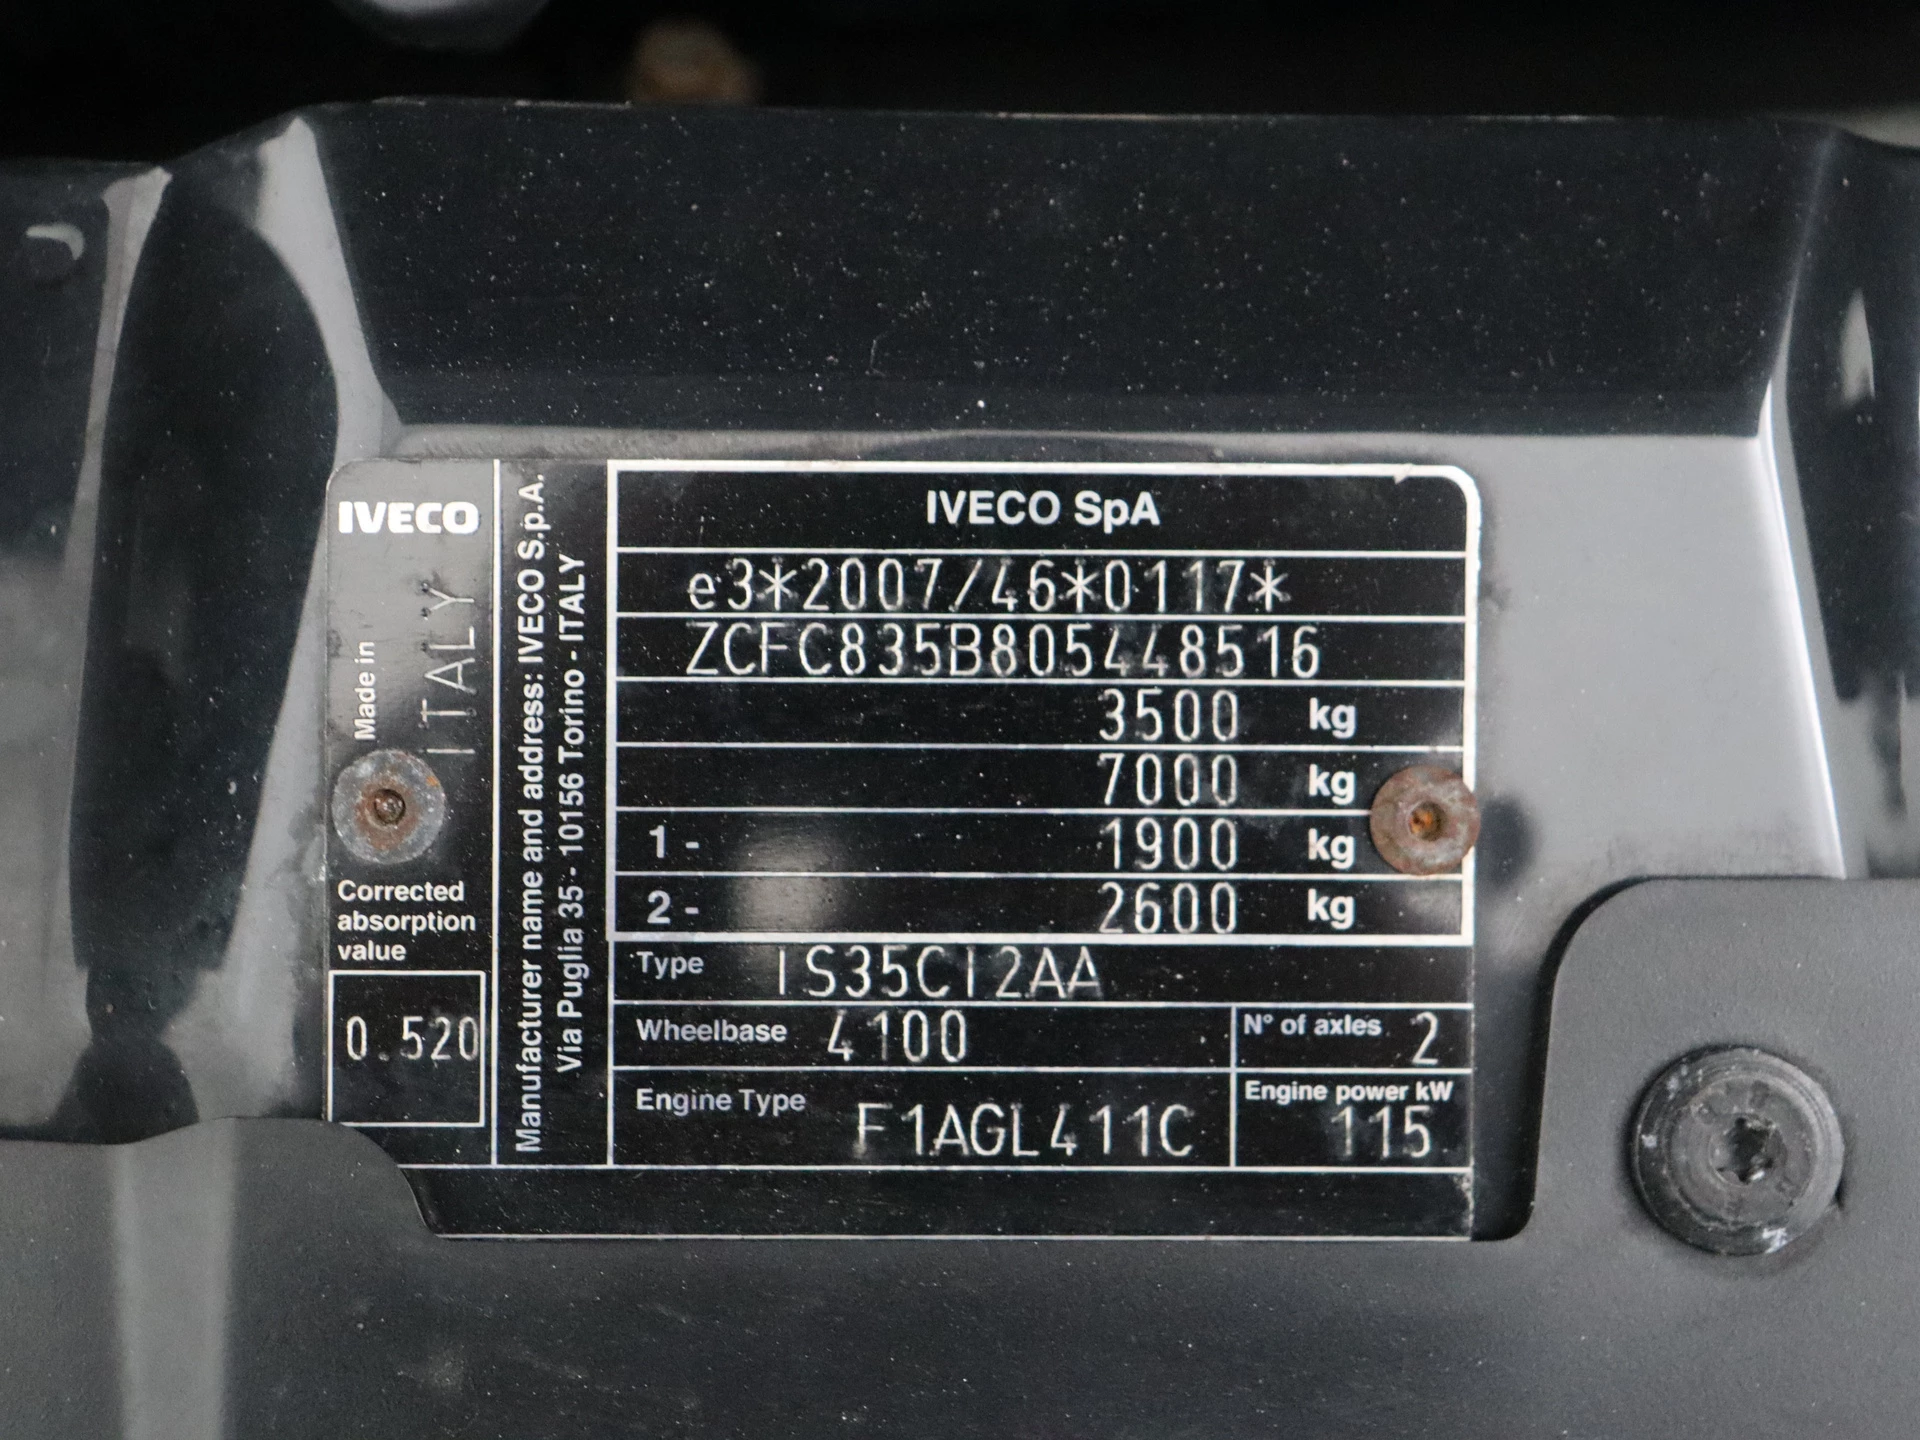 IVECO
Made in
ITALY
Corrected
absorption
value
0.520
Manufacturer name and address: IVECO S.p.A.
Via Puglia 35 - 10156 Torino - ITALY
IVECO SpA
e3*2007/46*0117*
ZCFC835B805448516
3500 kg
7000 kg
1 - 1900 kg
2 - 2600 kg
Type IS35CI2AA
Wheelbase 4100
N° of axles 2
Engine Type F1AGL411C
Engine power kW
115